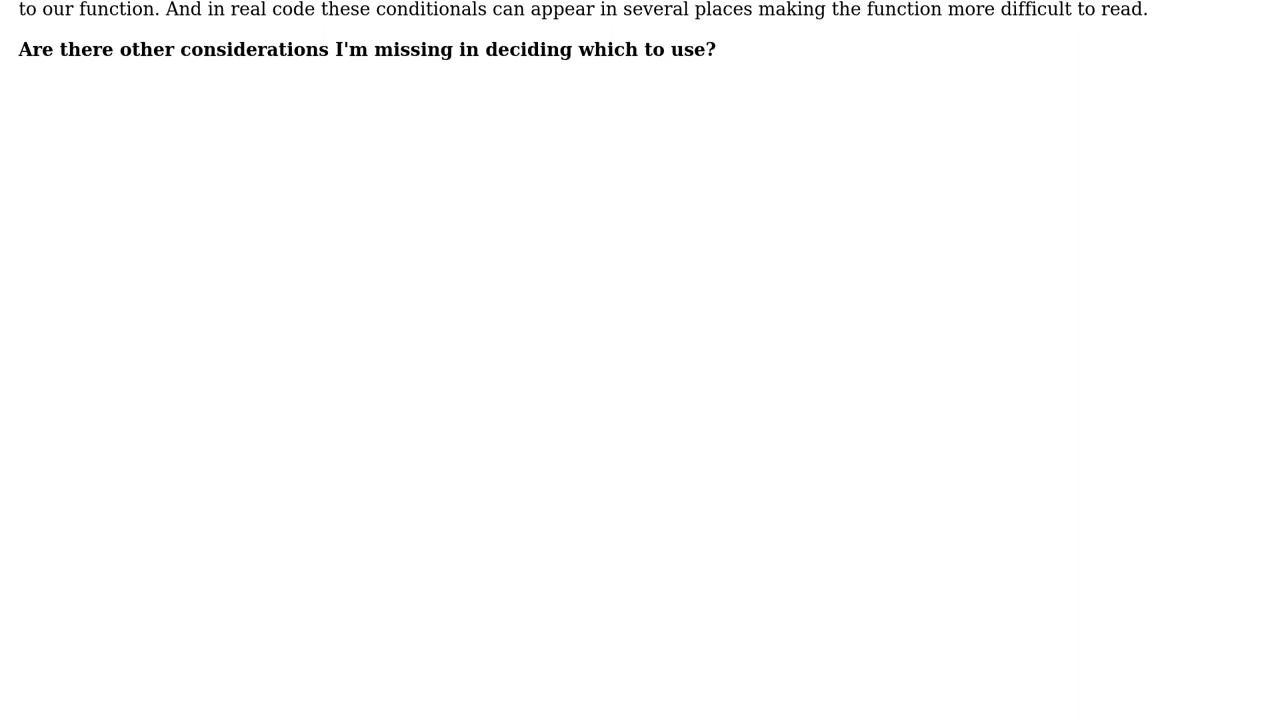 to our function. And in real code these conditionals can appear in several places making the function more difficult to read.
Are there other considerations I'm missing in deciding which to use?